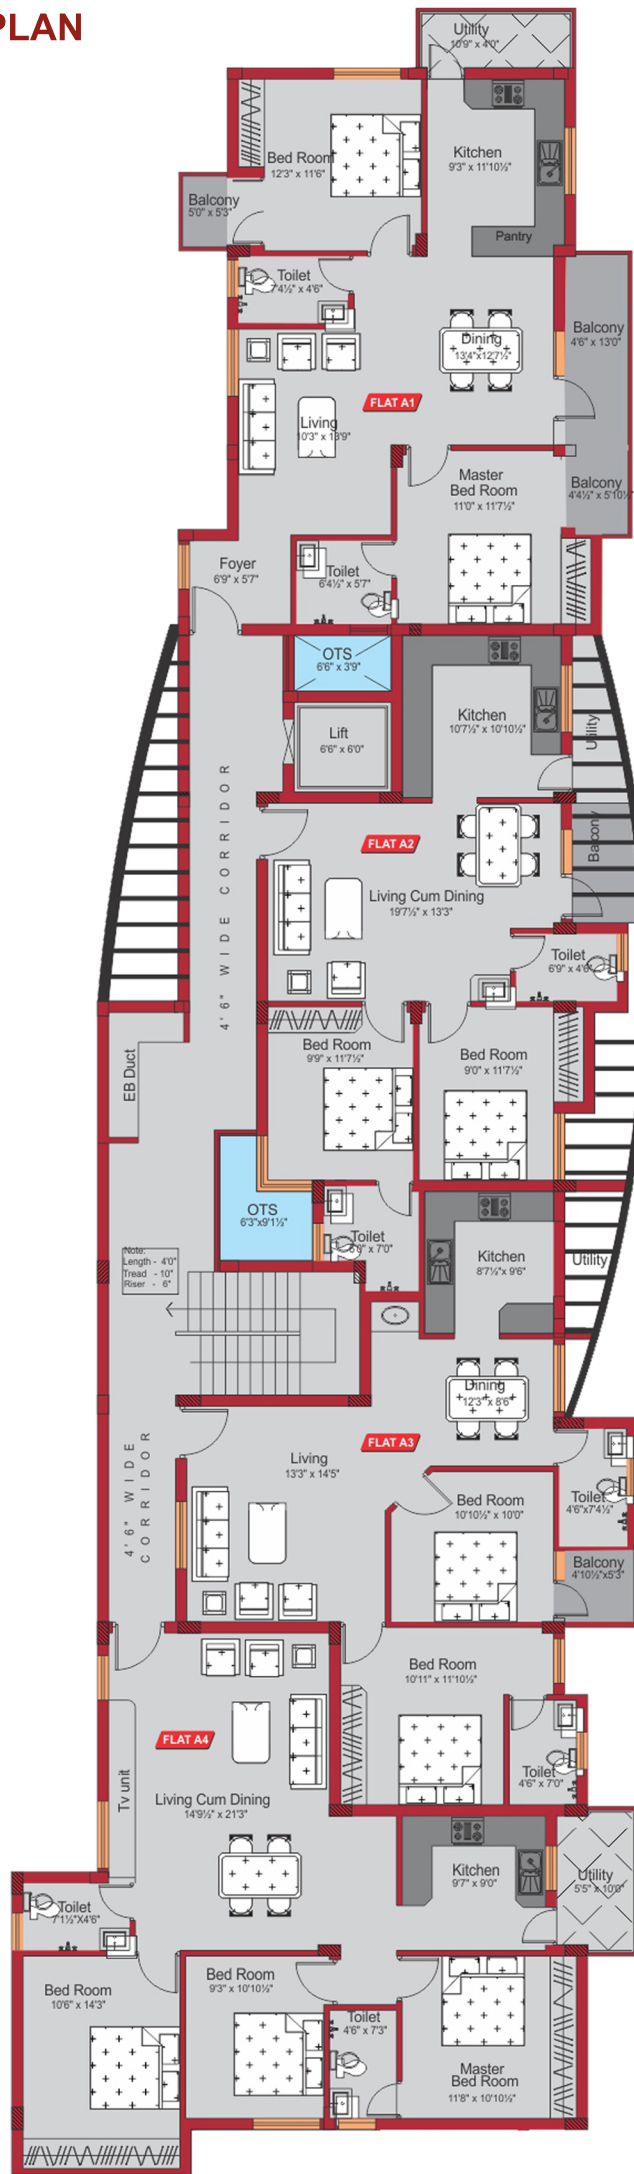 PLAN
Utility
10'9" x 4'0"
Bed Room
12'3" x 11'6"
Kitchen
9'3" x 11'10½"
Balcony
5'0" x 5'3"
Pantry
Toilet
7'4½" x 4'6"
Balcony
4'6" x 13'0"
Dining
13'4"x12'7½"
FLAT A1
Living
10'3" x 13'9"
Master
Bed Room
11'0" x 11'7½"
Balcony
4'4½" x 5'10½"
Foyer
6'9" x 5'7"
Toilet
6'4½" x 5'7"
OTS
6'6" x 3'9"
Kitchen
10'7½" x 10'10½"
Utility
Lift
6'6" x 6'0"
4'6" WIDE CORRIDOR
FLAT A2
Balcony
Living Cum Dining
19'7½" x 13'3"
Toilet
6'9" x 4'6"
Bed Room
9'9" x 11'7½"
Bed Room
9'0" x 11'7½"
EB Duct
OTS
6'3"x9'1½"
Toilet
x 7'0"
Kitchen
8'7½" x 9'6"
Utility
Note:
Length - 4'0"
Tread - 10"
Riser - 6"
Dining
12'3" x 8'6"
FLAT A3
4'6" WIDE
CORRIDOR
Living
13'3" x 14'5"
Bed Room
10'10½" x 10'0"
Toilet
4'6"x7'4½"
Balcony
4'10½"x5'3"
Bed Room
10'11" x 11'10½"
FLAT A4
Tv unit
Toilet
4'6" x 7'0"
Living Cum Dining
14'9½" x 21'3"
Kitchen
9'7" x 9'0"
Utility
5'5" x 10'0"
Toilet
7'1½"X4'6"
Bed Room
10'6" x 14'3"
Bed Room
9'3" x 10'10½"
Toilet
4'6" x 7'3"
Master
Bed Room
11'8" x 10'10½"